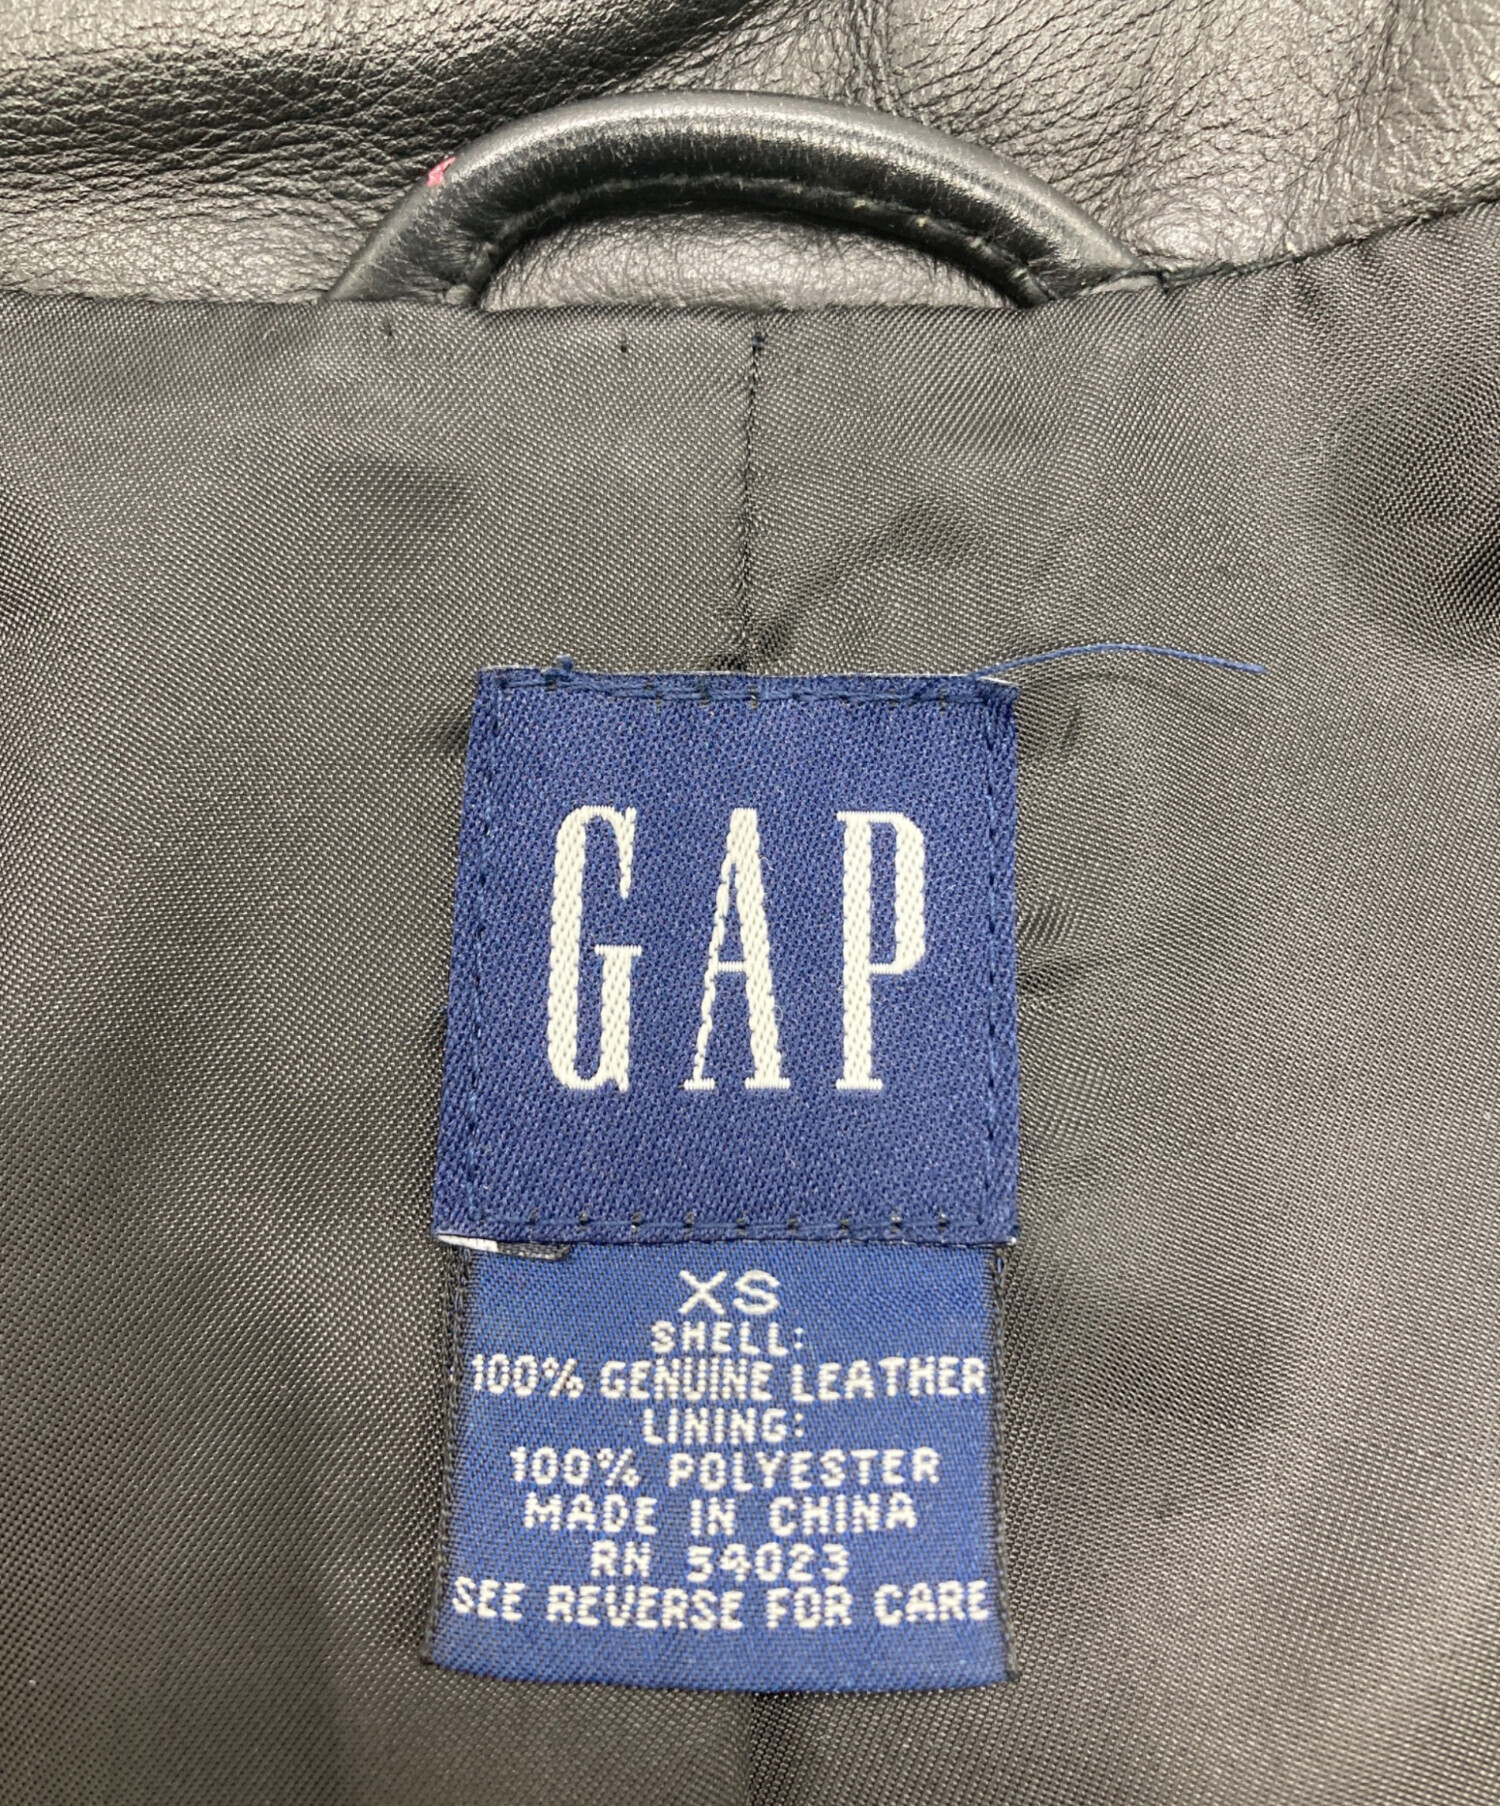 GAP
XS
SHELL:
100% GENUINE LEATHER
LINING:
100% POLYESTER
MADE IN CHINA
RN 54023
SEE REVERSE FOR CARE